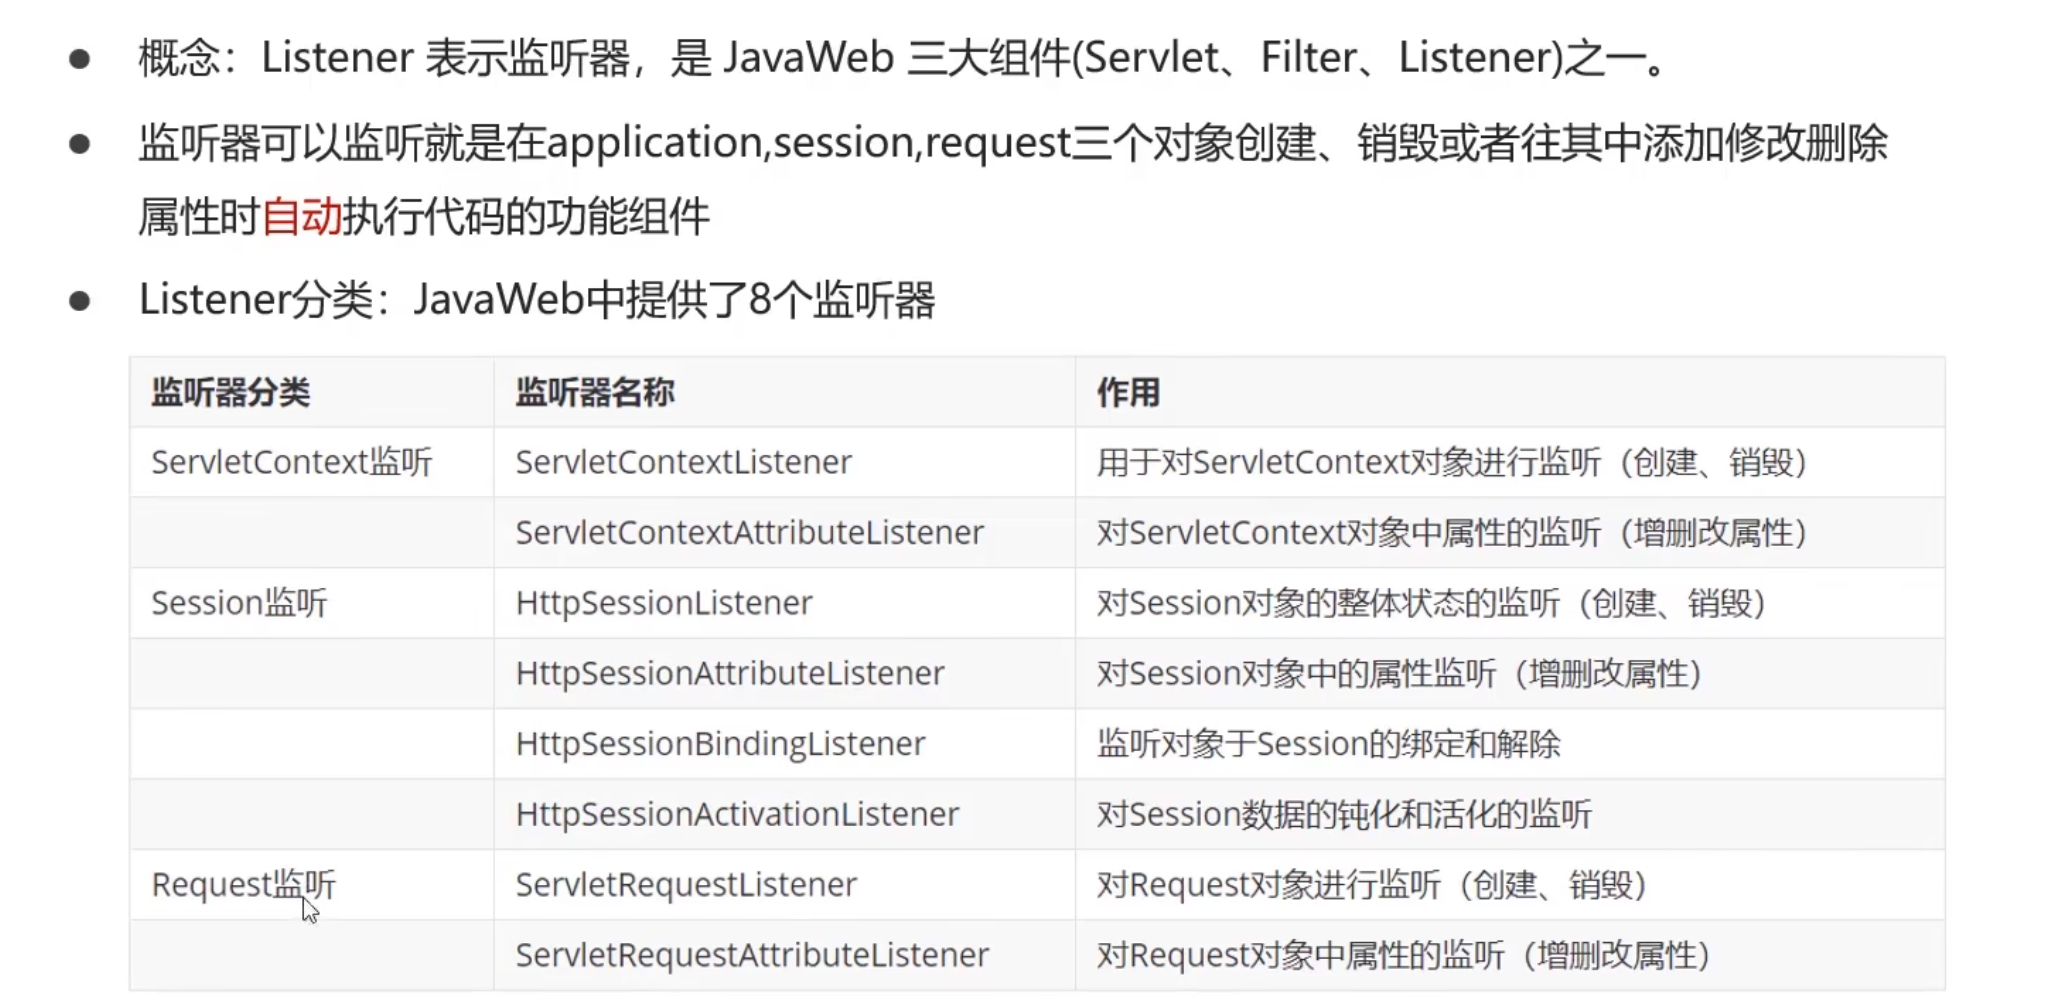 ● 概念：Listener 表示监听器，是 JavaWeb 三大组件(Servlet、Filter、Listener)之一。
● 监听器可以监听就是在application,session,request三个对象创建、销毁或者往其中添加修改删除
属性时自动执行代码的功能组件
● Listener分类：JavaWeb中提供了8个监听器
监听器分类 监听器名称 作用
ServletContext监听 ServletContextListener 用于对ServletContext对象进行监听（创建、销毁）
ServletContextAttributeListener 对ServletContext对象中属性的监听（增删改属性）
Session监听 HttpSessionListener 对Session对象的整体状态的监听（创建、销毁）
HttpSessionAttributeListener 对Session对象中的属性监听（增删改属性）
HttpSessionBindingListener 监听对象于Session的绑定和解除
HttpSessionActivationListener 对Session数据的钝化和活化的监听
Request监听 ServletRequestListener 对Request对象进行监听（创建、销毁）
ServletRequestAttributeListener 对Request对象中属性的监听（增删改属性）